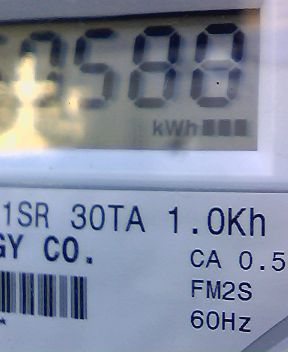 0588
kWh
1SR 30TA 1.0Kh
GY CO.
CA 0.5
FM2S
60Hz